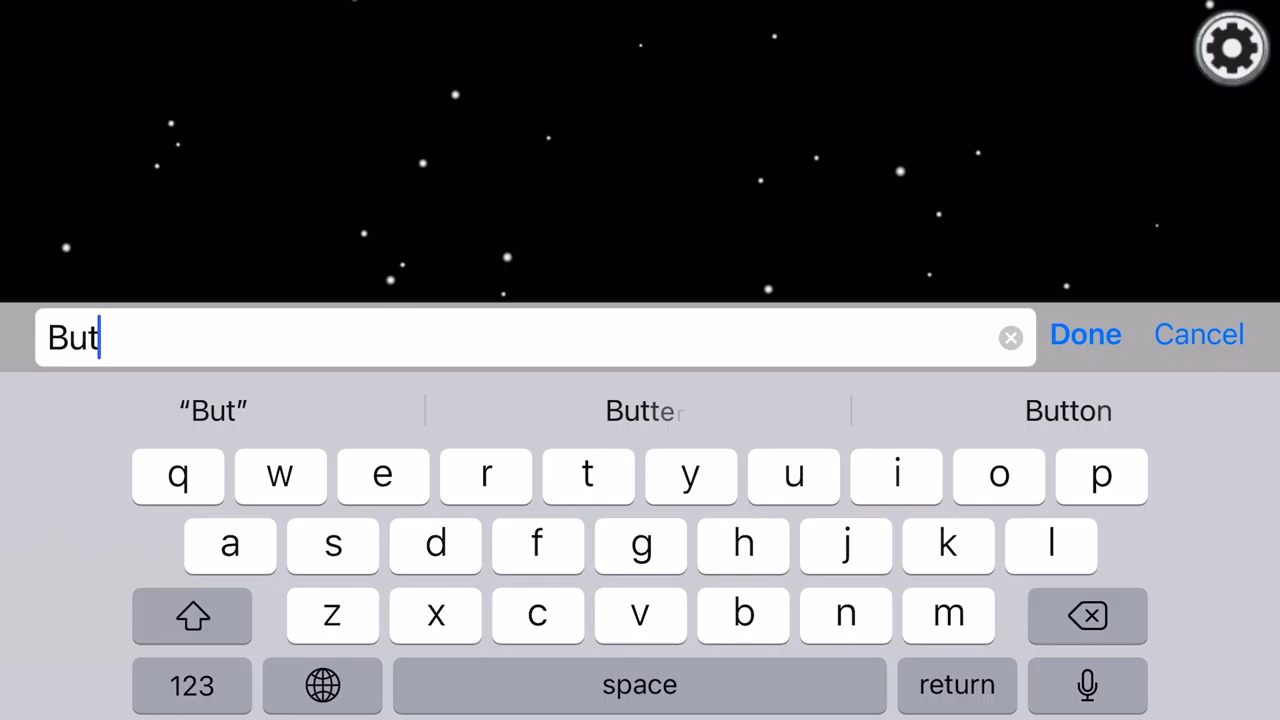 But
Done
Cancel
“But”
Butter
Button
q w e r t y u i o p
a s d f g h j k l
z x c v b n m
123
space
return